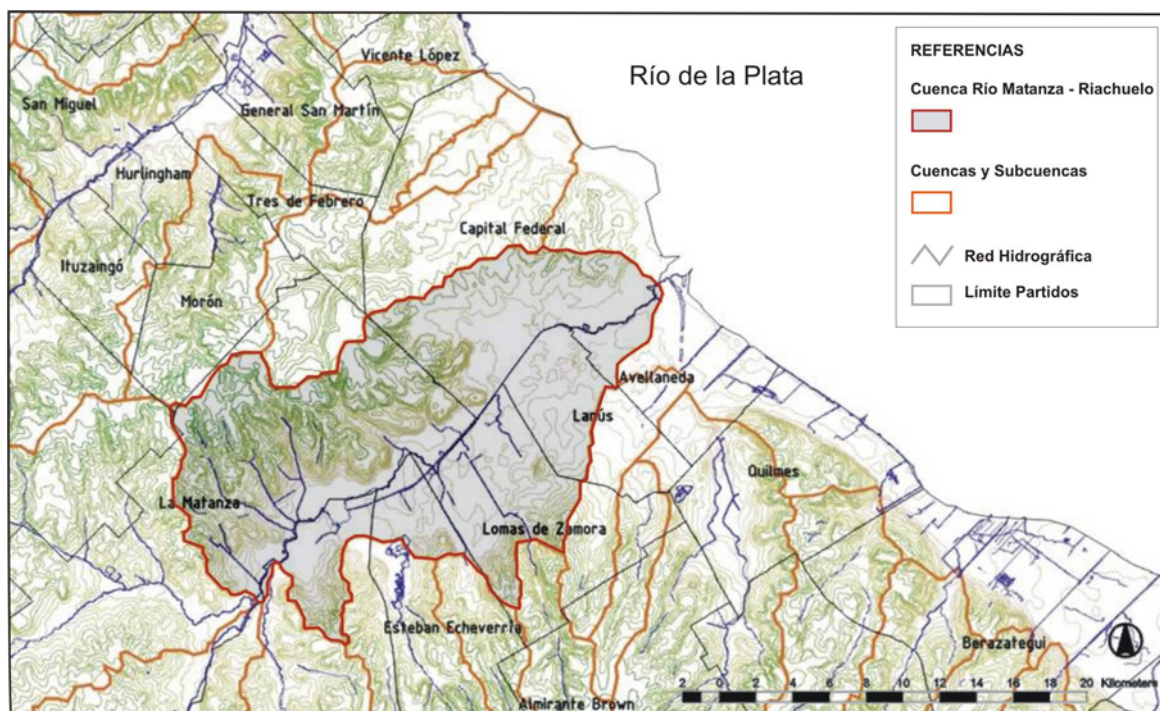 Vicente López
Río de la Plata
San Miguel
General San Martín
Hurlingham
Tres de Febrero
Capital Federal
Ituzaingó
Morón
Avellaneda
Lanús
Quilmes
La Matanza
Lomas de Zamora
Esteban Echeverría
Berazategui
Almirante Brown
REFERENCIAS
Cuenca Río Matanza - Riachuelo
Cuencas y Subcuencas
Red Hidrográfica
Límite Partidos
2 0 2 4 6 8 10 12 14 16 18 20 Kilometers